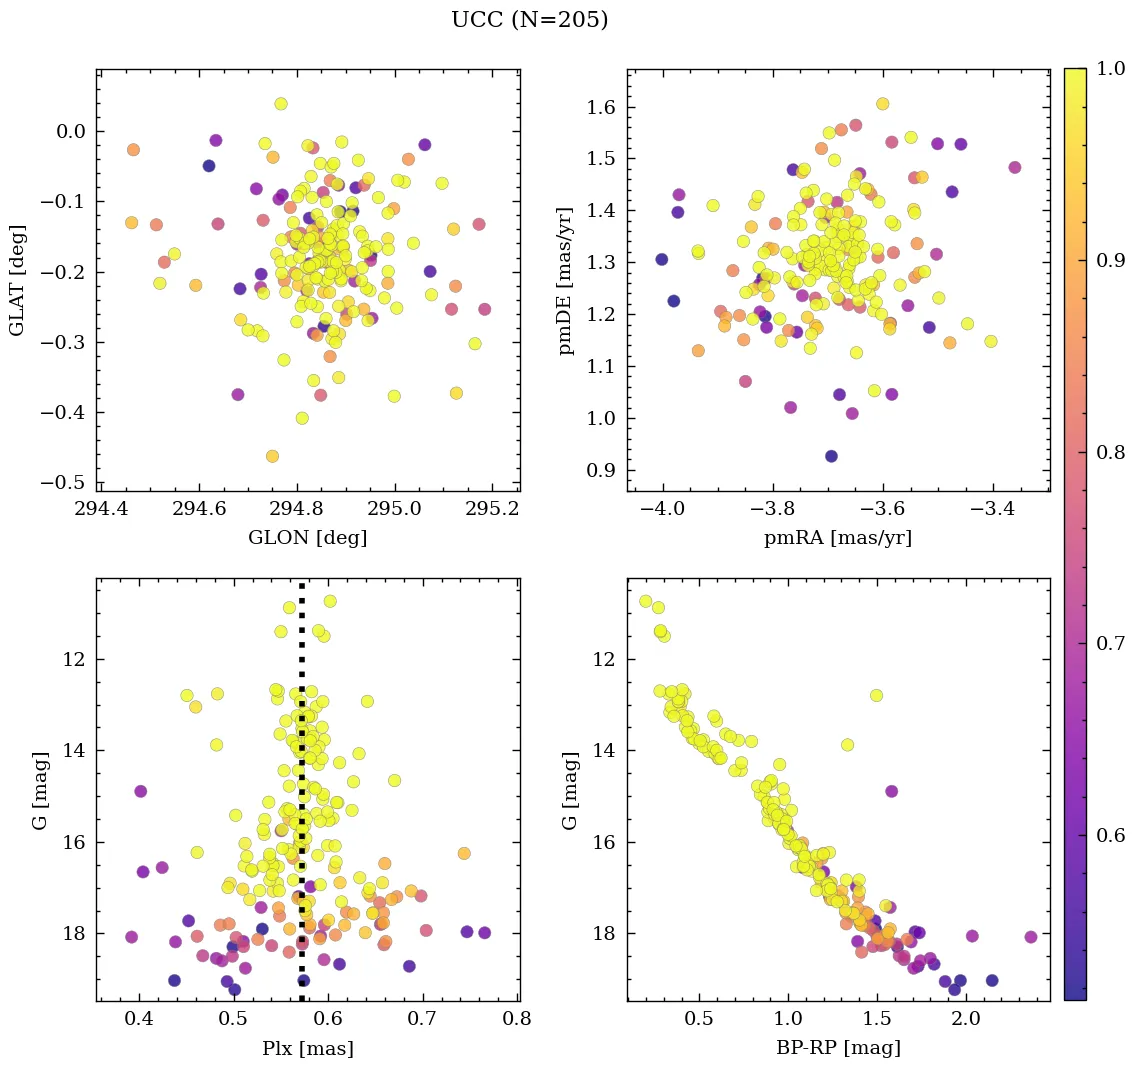 UCC (N=205)
0.0
−0.1
−0.2
−0.3
−0.4
−0.5
294.4 294.6 294.8 295.0 295.2
GLON [deg]
GLAT [deg]
1.6
1.5
1.4
1.3
1.2
1.1
1.0
0.9
−4.0 −3.8 −3.6 −3.4
pmRA [mas/yr]
pmDE [mas/yr]
12
14
16
18
0.4 0.5 0.6 0.7 0.8
Plx [mas]
G [mag]
12
14
16
18
0.5 1.0 1.5 2.0
BP-RP [mag]
G [mag]
1.0
0.9
0.8
0.7
0.6